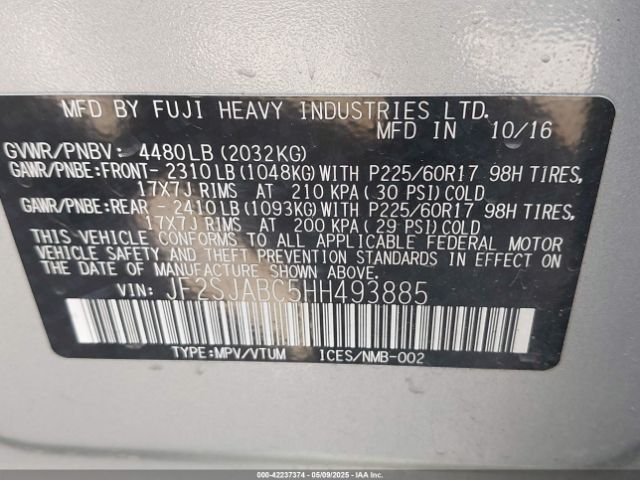 MFD BY FUJI HEAVY INDUSTRIES LTD.
MFD IN 10/16
GVWR/PNBV: 4480LB(2032KG)
GAWR/PNBE:FRONT- 2310LB(1048KG)WITH P225/60R17 98H TIRES,
17X7J RIMS AT 210 KPA(30 PSI)COLD
GAWR/PNBE:REAR - 2410LB(1093KG)WITH P225/60R17 98H TIRES,
17X7J RIMS AT 200 KPA(29 PSI)COLD
THIS VEHICLE CONFORMS TO ALL APPLICABLE FEDERAL MOTOR
VEHICLE SAFETY AND THEFT PREVENTION STANDARDS IN EFFECT
ON THE DATE OF MANUFACTURE SHOWN ABOVE.
VIN: JF2SJABC5HH493885
TYPE:MPV/VTUM ICES/NMB-002
000-42237374 - 05/09/2025 - IAA Inc.